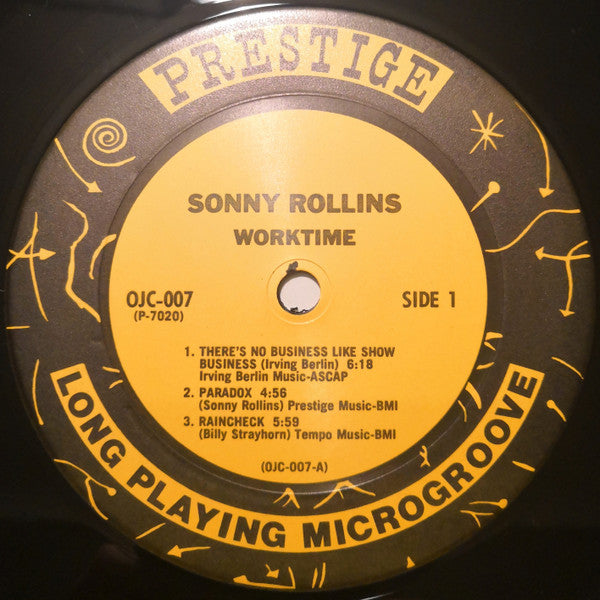 PRESTIGE
SONNY ROLLINS
WORKTIME
OJC-007
(P-7020)
SIDE 1
1. THERE'S NO BUSINESS LIKE SHOW
BUSINESS (Irving Berlin) 6:18
Irving Berlin Music-ASCAP
2. PARADOX 4:56
(Sonny Rollins) Prestige Music-BMI
3. RAINCHECK 5:59
(Billy Strayhorn) Tempo Music-BMI
(OJC-007-A)
LONG PLAYING MICROGROOVE